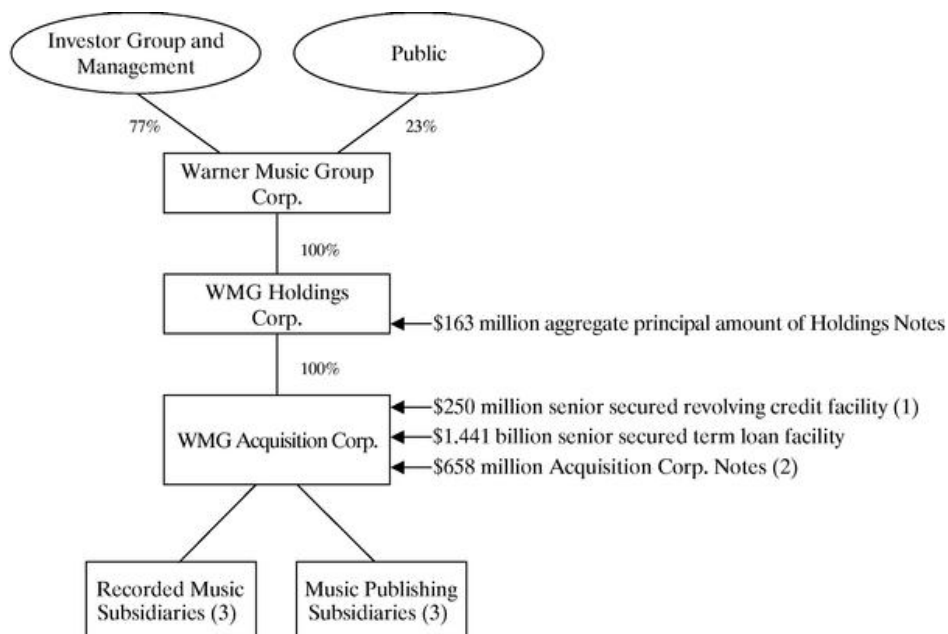 Investor Group and
Management
Public
77%
23%
Warner Music Group
Corp.
100%
WMG Holdings
Corp.
$163 million aggregate principal amount of Holdings Notes
100%
WMG Acquisition Corp.
$250 million senior secured revolving credit facility (1)
$1.441 billion senior secured term loan facility
$658 million Acquisition Corp. Notes (2)
Recorded Music
Subsidiaries (3)
Music Publishing
Subsidiaries (3)